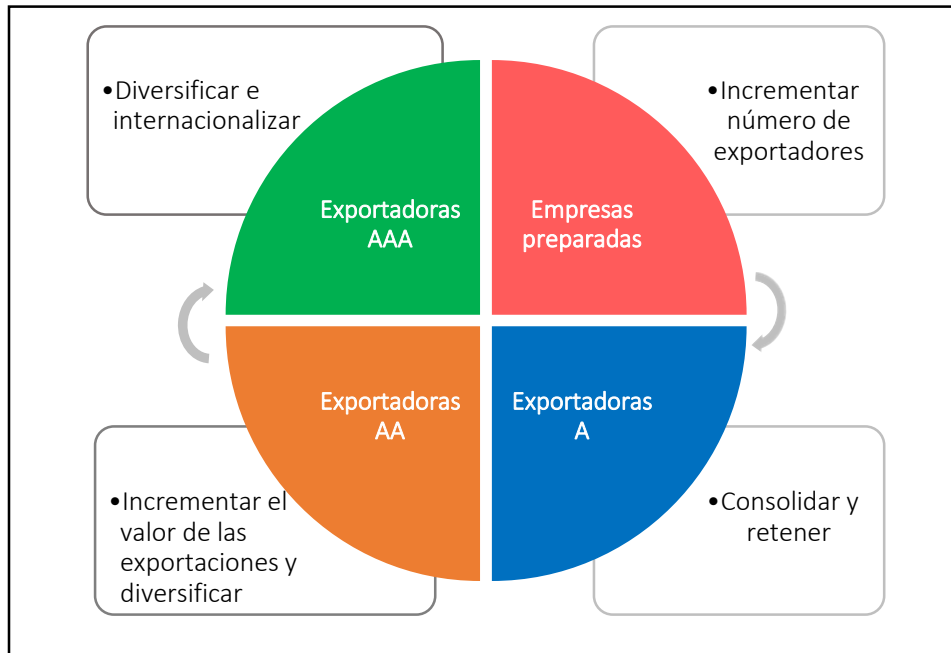 •Diversificar e
internacionalizar
•Incrementar
número de
exportadores
Exportadoras
AAA
Empresas
preparadas
Exportadoras
AA
Exportadoras
A
•Incrementar el
valor de las
exportaciones y
diversificar
•Consolidar y
retener